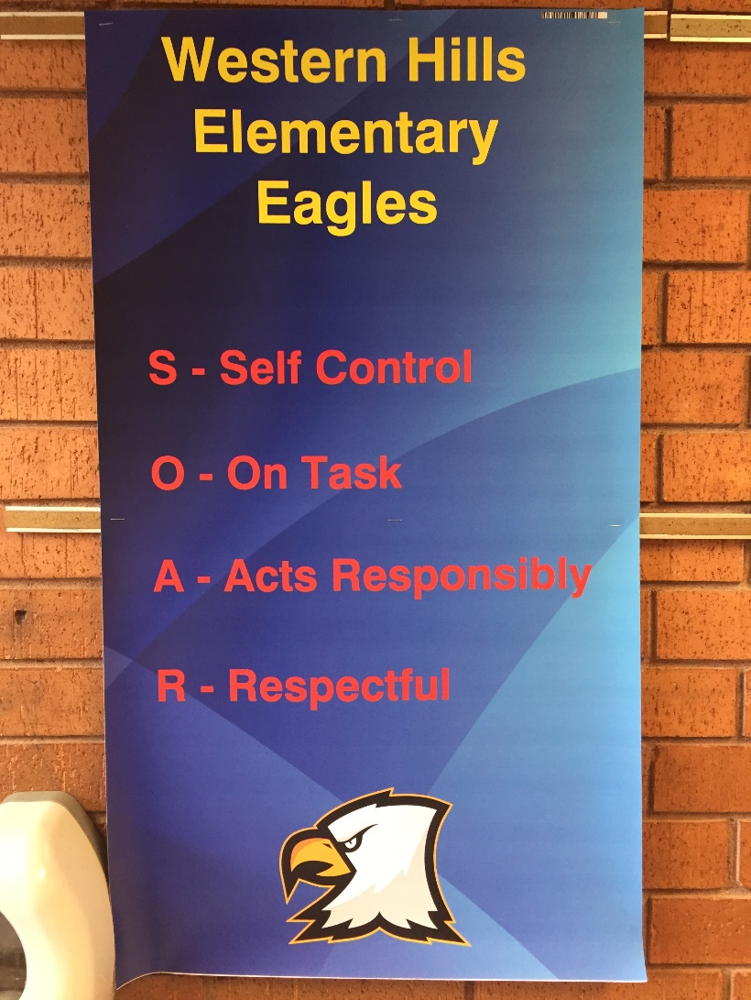 Western Hills
Elementary
Eagles
S - Self Control
O - On Task
A - Acts Responsibly
R - Respectful